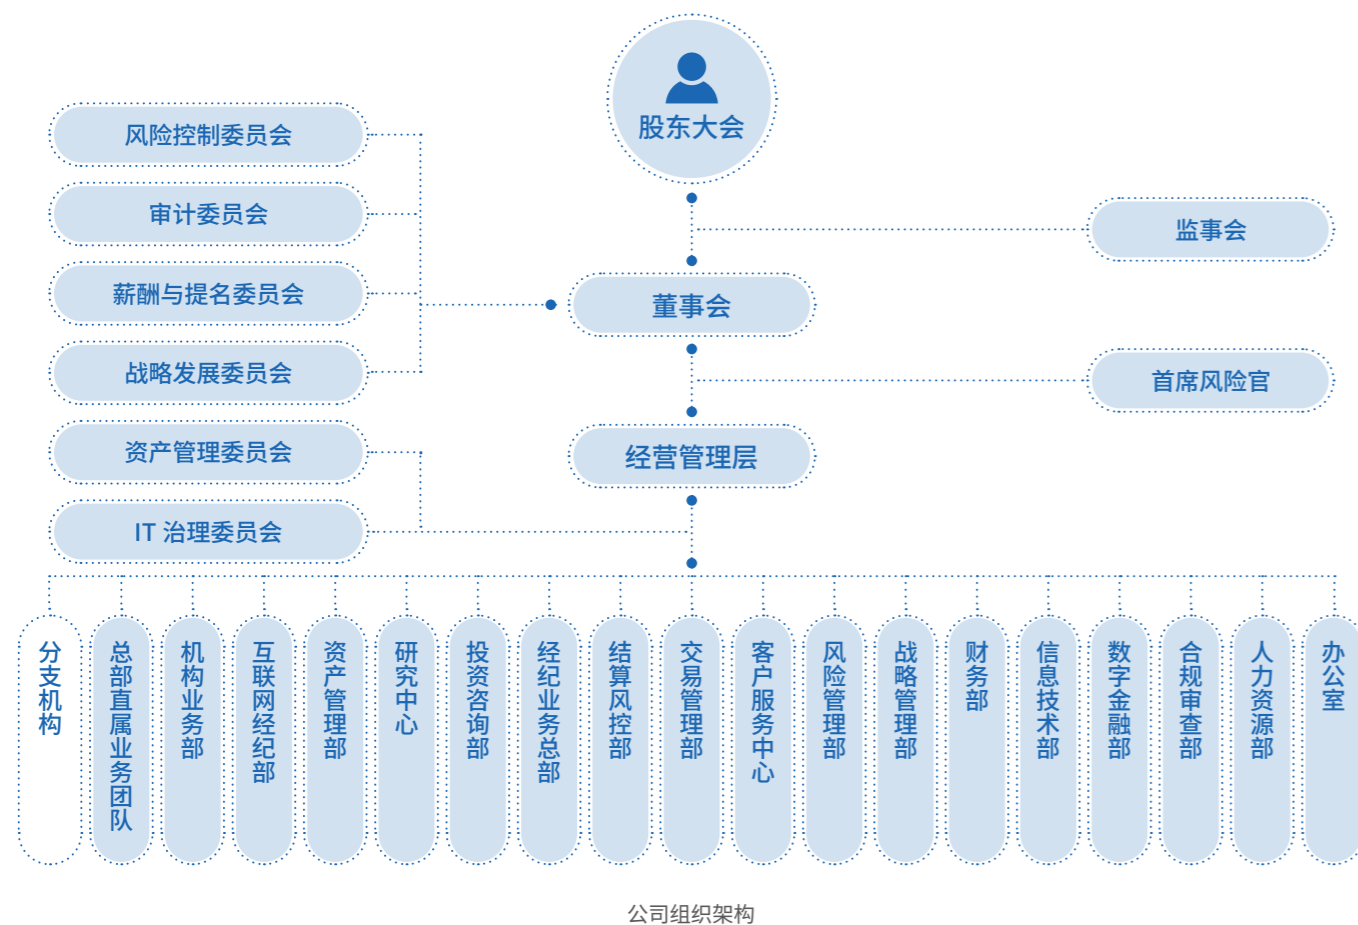 股东大会
风险控制委员会
审计委员会
监事会
薪酬与提名委员会
董事会
战略发展委员会
首席风险官
资产管理委员会
经营管理层
IT 治理委员会
分支机构
总部直属业务团队
机构业务部
互联网经纪部
资产管理部
研究中心
投资咨询部
经纪业务总部
结算风控部
交易管理部
客户服务中心
风险管理部
战略管理部
财务部
信息技术部
数字金融部
合规审查部
人力资源部
办公室
公司组织架构